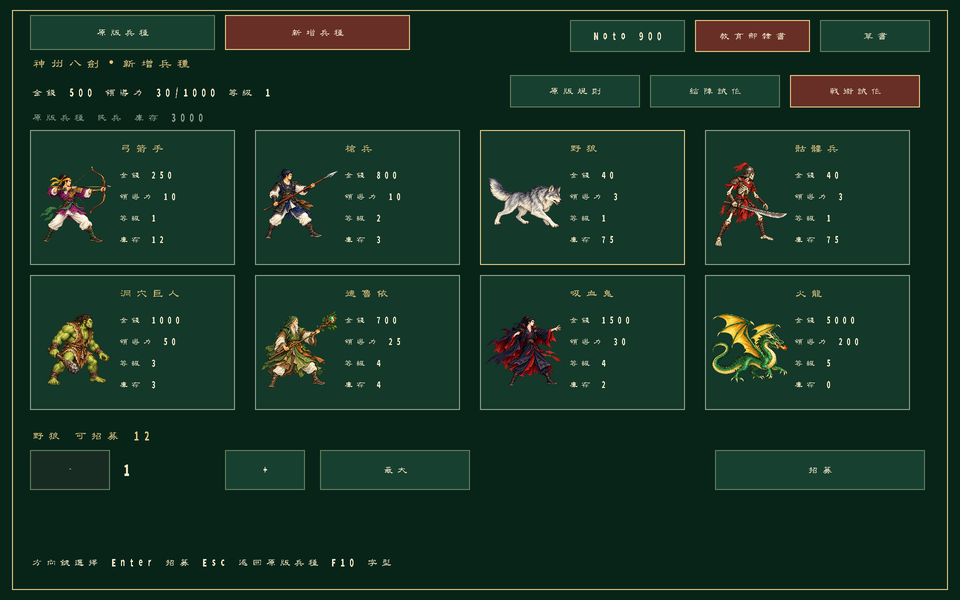 原版兵種 新增兵種 Noto 900 教育部隸書 草書
神州八劍•新增兵種
金錢 500 領導力 30/1000 等級 1
原版規則 結陣試作 戰術試作
原版兵種 民兵 庫存 3000
弓箭手
金錢 250
領導力 10
等級 1
庫存 12
槍兵
金錢 800
領導力 10
等級 2
庫存 3
野狼
金錢 40
領導力 3
等級 1
庫存 75
骷髏兵
金錢 40
領導力 3
等級 1
庫存 75
洞穴巨人
金錢 1000
領導力 50
等級 3
庫存 3
德魯依
金錢 700
領導力 25
等級 4
庫存 4
吸血鬼
金錢 1500
領導力 30
等級 4
庫存 2
火龍
金錢 5000
領導力 200
等級 5
庫存 0
野狼 可招募 12
1 + 最大 招募
方向鍵選擇 Enter 招募 Esc 返回原版兵種 F10 字型